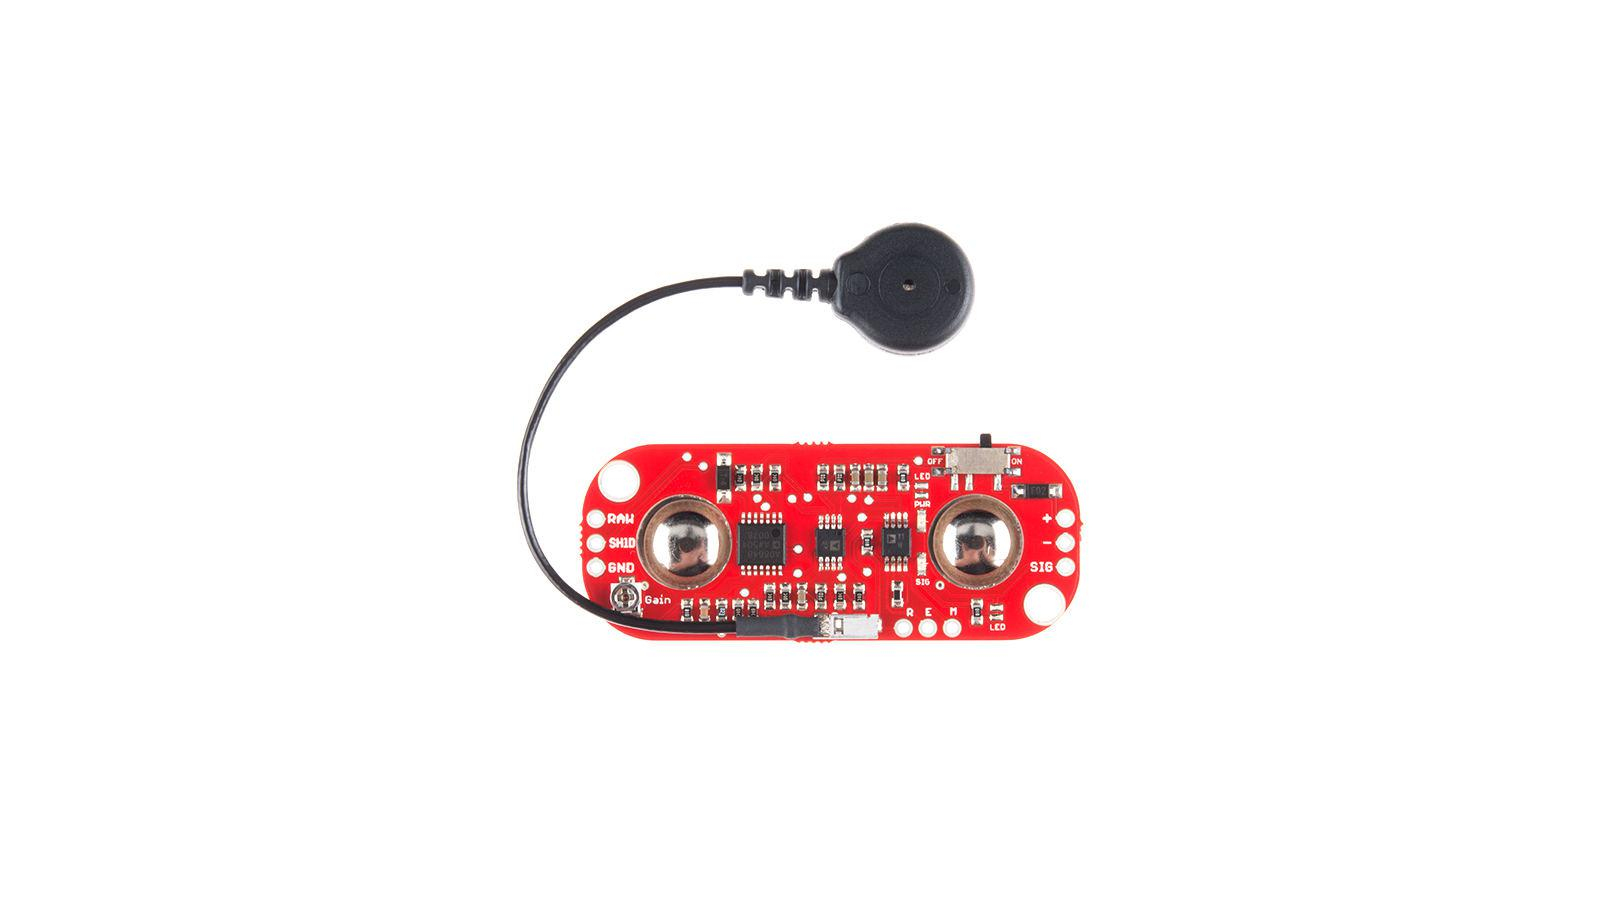 OFF
ON
LED
PWR
RAW
SHID
GND
Gain
+
-
SIG
SIG
R E M
LED